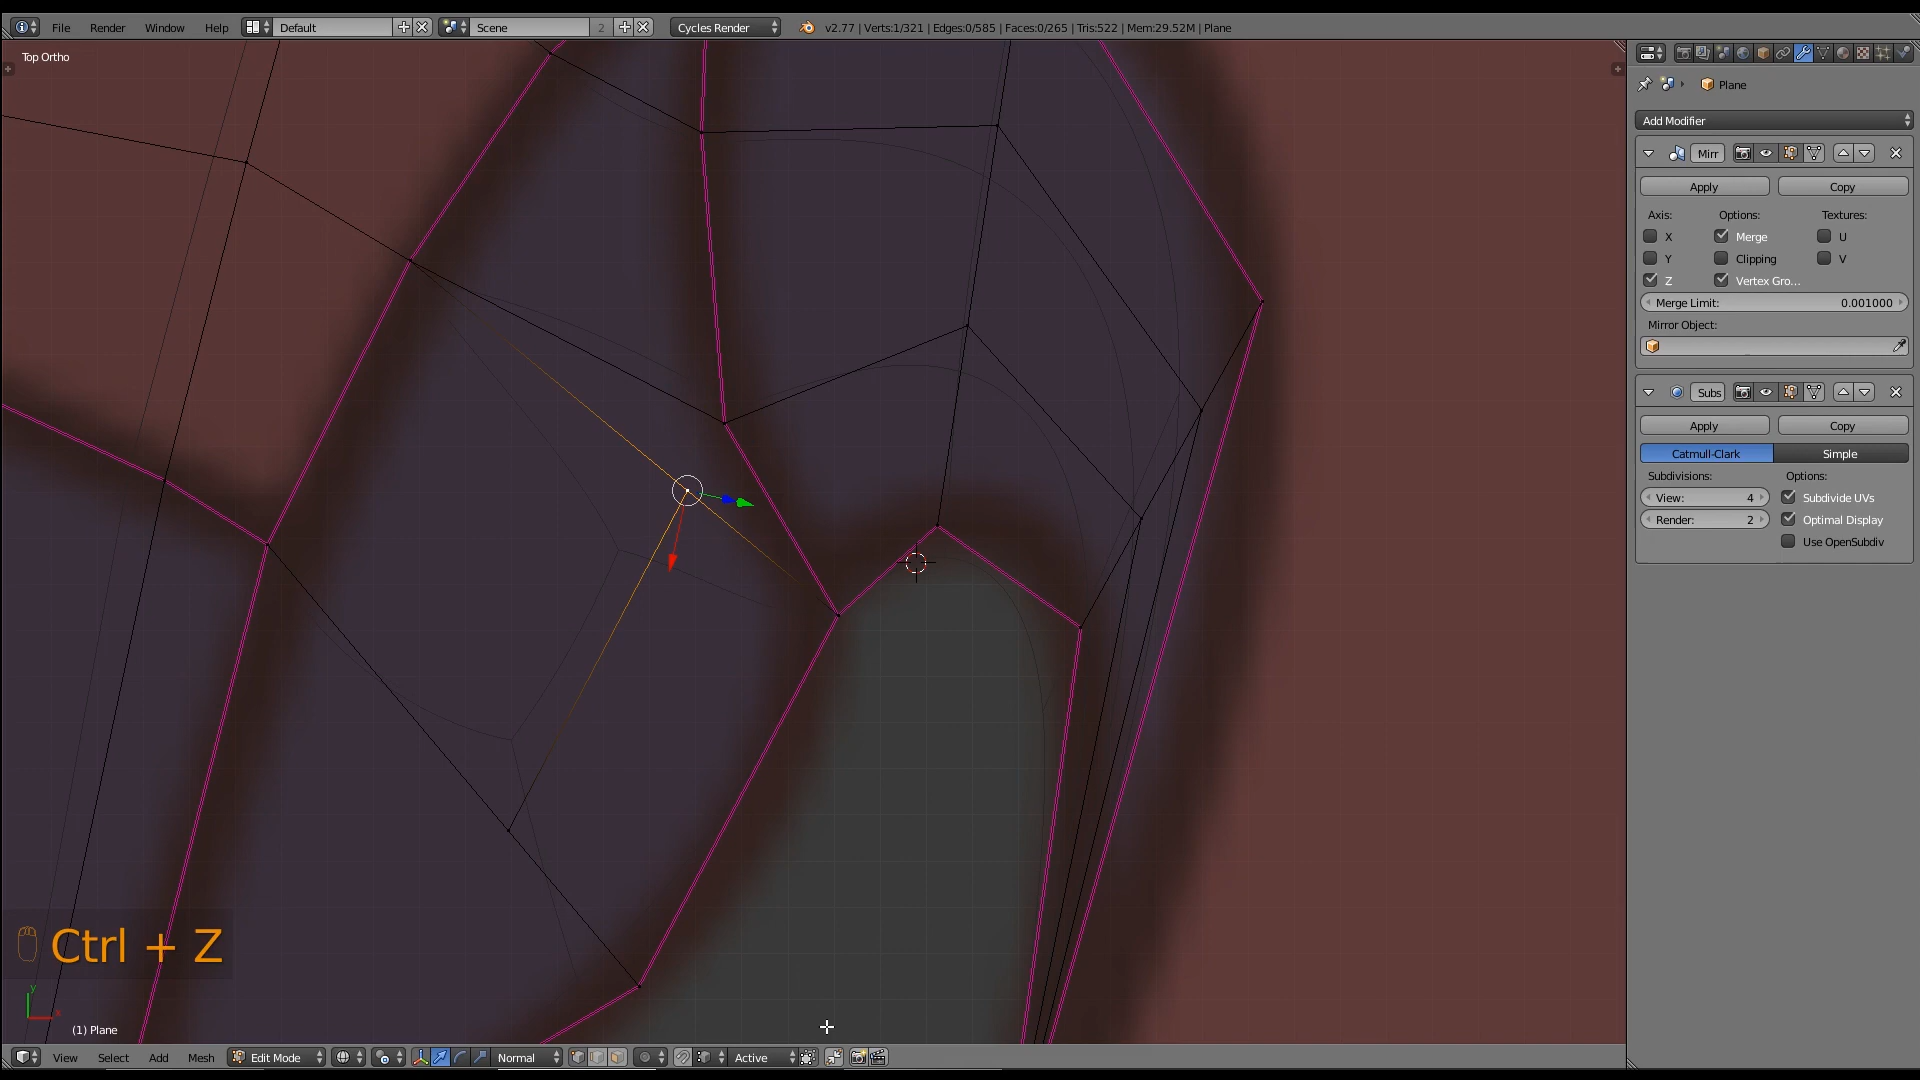 File Render Window Help Default Scene 2 Cycles Render v2.77 | Verts:1/321 | Edges:0/585 | Faces:0/265 | Tris:522 | Mem:29.52M | Plane
Top Ortho
Plane
Add Modifier
Mirr
Apply Copy
Axis: Options: Textures:
X Merge U
Y Clipping V
Z Vertex Gro...
Merge Limit: 0.001000
Mirror Object:
Subs
Apply Copy
Catmull-Clark Simple
Subdivisions: Options:
View: 4 Subdivide UVs
Render: 2 Optimal Display
Use OpenSubdiv
Ctrl + Z
y
x
(1) Plane
View Select Add Mesh Edit Mode Normal Active